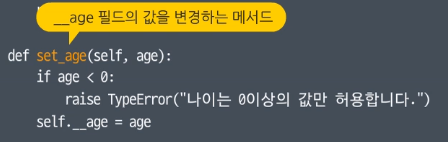 __age 필드의 값을 변경하는 메서드
def set_age(self, age):
    if age < 0:
        raise TypeError("나이는 0이상의 값만 허용합니다.")
    self.__age = age